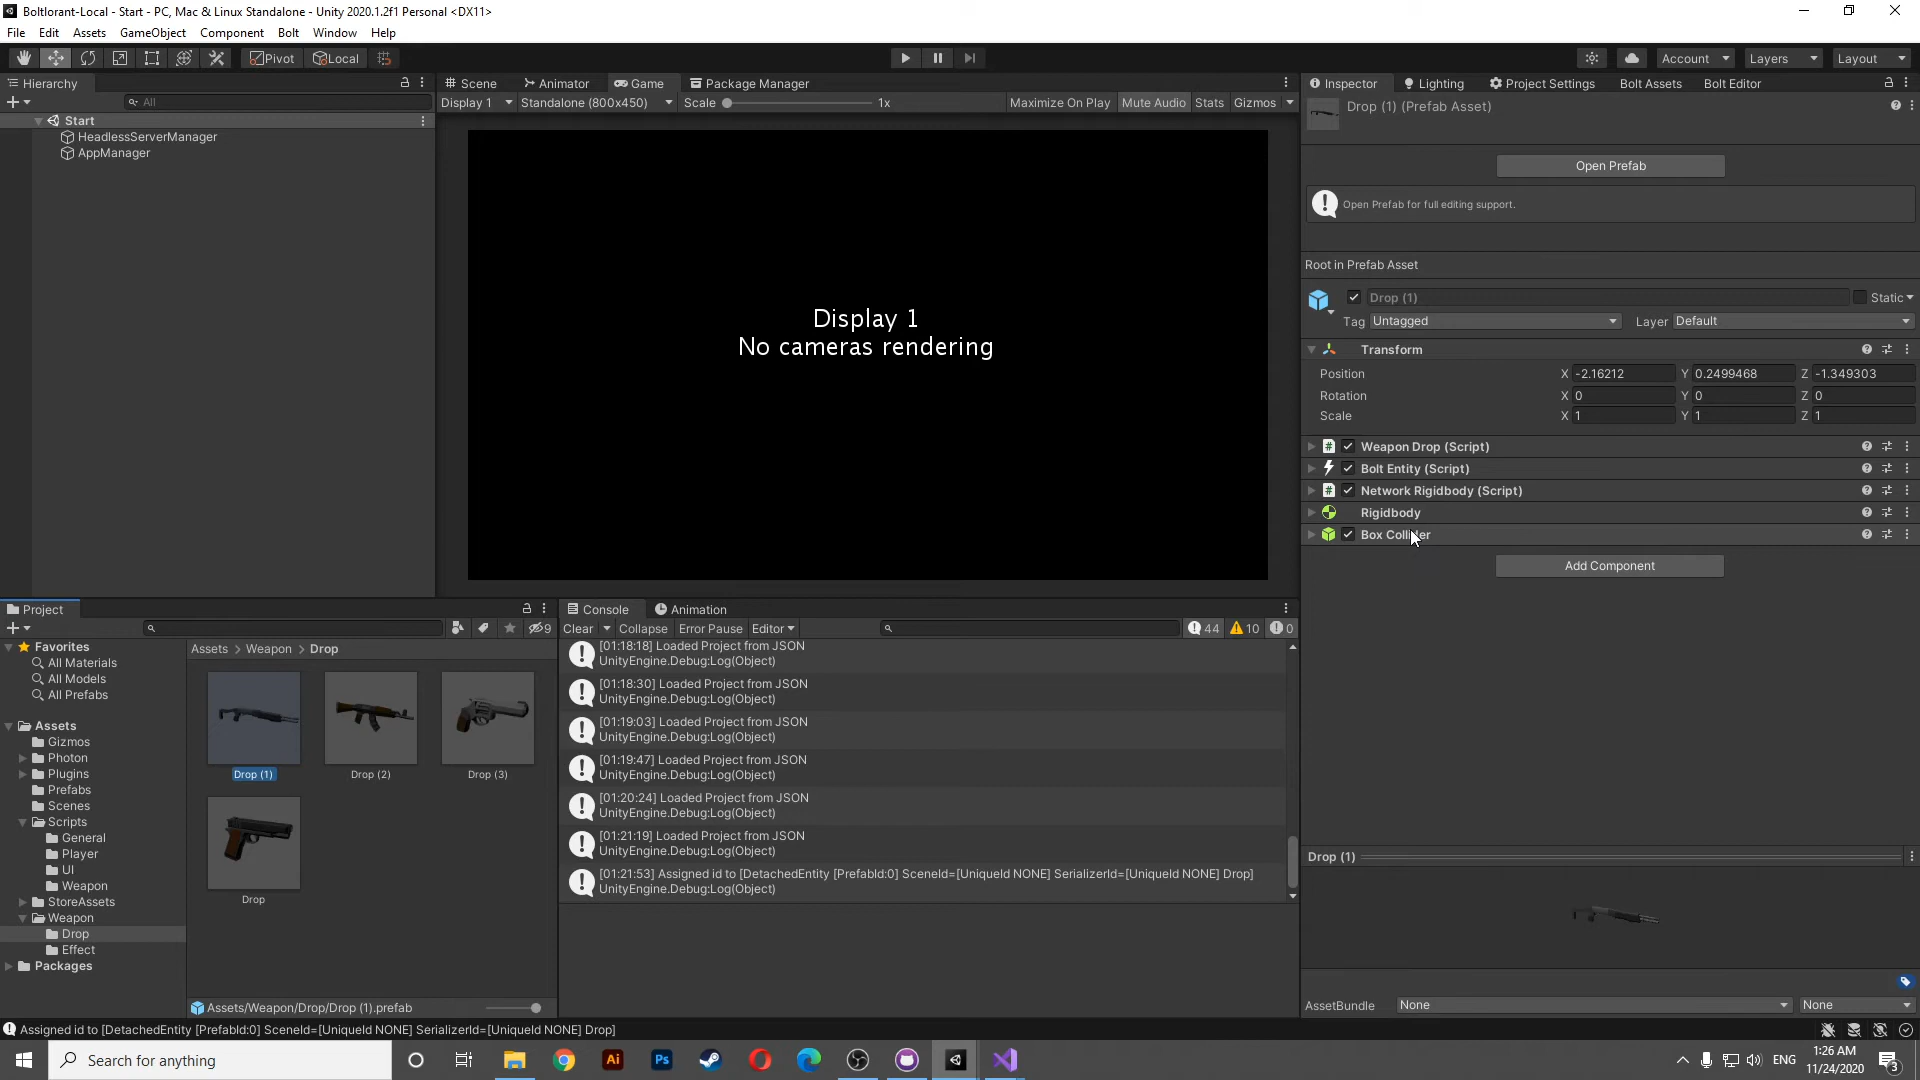 Boltlorant-Local - Start - PC, Mac & Linux Standalone - Unity 2020.1.2f1 Personal <DX11>
File Edit Assets GameObject Component Bolt Window Help
Pivot Local Account Layers Layout
Hierarchy
All
Start
HeadlessServerManager
AppManager
Scene Animator Game Package Manager
Display 1 Standalone (800x450) Scale 1x Maximize On Play Mute Audio Stats Gizmos
Display 1
No cameras rendering
Inspector Lighting Project Settings Bolt Assets Bolt Editor
Drop (1) (Prefab Asset)
Open Prefab
Open Prefab for full editing support.
Root in Prefab Asset
Drop (1) Static
Tag Untagged Layer Default
Transform
Position X -2.16212 Y 0.2499468 Z -1.349303
Rotation X 0 Y 0 Z 0
Scale X 1 Y 1 Z 1
Weapon Drop (Script)
Bolt Entity (Script)
Network Rigidbody (Script)
Rigidbody
Box Collider
Add Component
Project
9
Favorites
All Materials
All Models
All Prefabs
Assets
Gizmos
Photon
Plugins
Prefabs
Scenes
Scripts
General
Player
UI
Weapon
StoreAssets
Weapon
Drop
Effect
Packages
Assets > Weapon > Drop
Drop (1) Drop (2) Drop (3)
Drop
Assets/Weapon/Drop/Drop (1).prefab
Console Animation
Clear Collapse Error Pause Editor 44 10 0
[01:18:18] Loaded Project from JSON
UnityEngine.Debug:Log(Object)
[01:18:30] Loaded Project from JSON
UnityEngine.Debug:Log(Object)
[01:19:03] Loaded Project from JSON
UnityEngine.Debug:Log(Object)
[01:19:47] Loaded Project from JSON
UnityEngine.Debug:Log(Object)
[01:20:24] Loaded Project from JSON
UnityEngine.Debug:Log(Object)
[01:21:19] Loaded Project from JSON
UnityEngine.Debug:Log(Object)
[01:21:53] Assigned id to [DetachedEntity [PrefabId:0] SceneId=[UniqueId NONE] SerializerId=[UniqueId NONE] Drop]
UnityEngine.Debug:Log(Object)
Drop (1)
AssetBundle None None
Assigned id to [DetachedEntity [PrefabId:0] SceneId=[UniqueId NONE] SerializerId=[UniqueId NONE] Drop]
Search for anything
Ai Ps
ENG
1:26 AM
11/24/2020
3